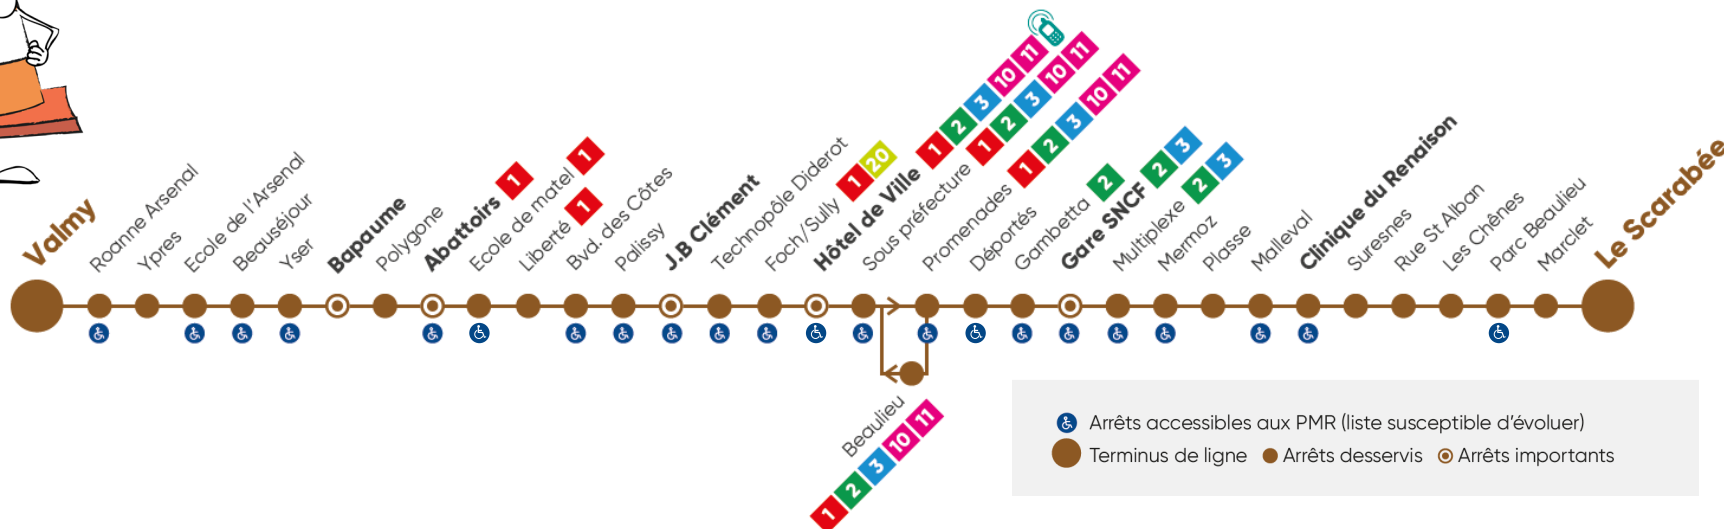 Valmy
Roanne Arsenal
Ypres
Ecole de l'Arsenal
Beauséjour
Yser
Bapaume
Polygone
Abattoirs 1
Ecole de matel 1
Liberté 1
Bvd. des Côtes
Palissy
J.B Clément
Technopôle Diderot
Foch/Sully 1 20
Hôtel de Ville 1 2 3 10 11
Sous préfecture 1 2 3 10 11
Promenades 1 2 3 10 11
Déportés
Gambetta 2
Gare SNCF 2 3
Multiplexe 2 3
Mermoz
Plasse
Malleval
Clinique du Renaison
Suresnes
Rue St Alban
Les Chênes
Parc Beaulieu
Marclet
Le Scarabée
Beaulieu
1 2 3 10 11
Arrêts accessibles aux PMR (liste susceptible d'évoluer)
Terminus de ligne Arrêts desservis Arrêts importants